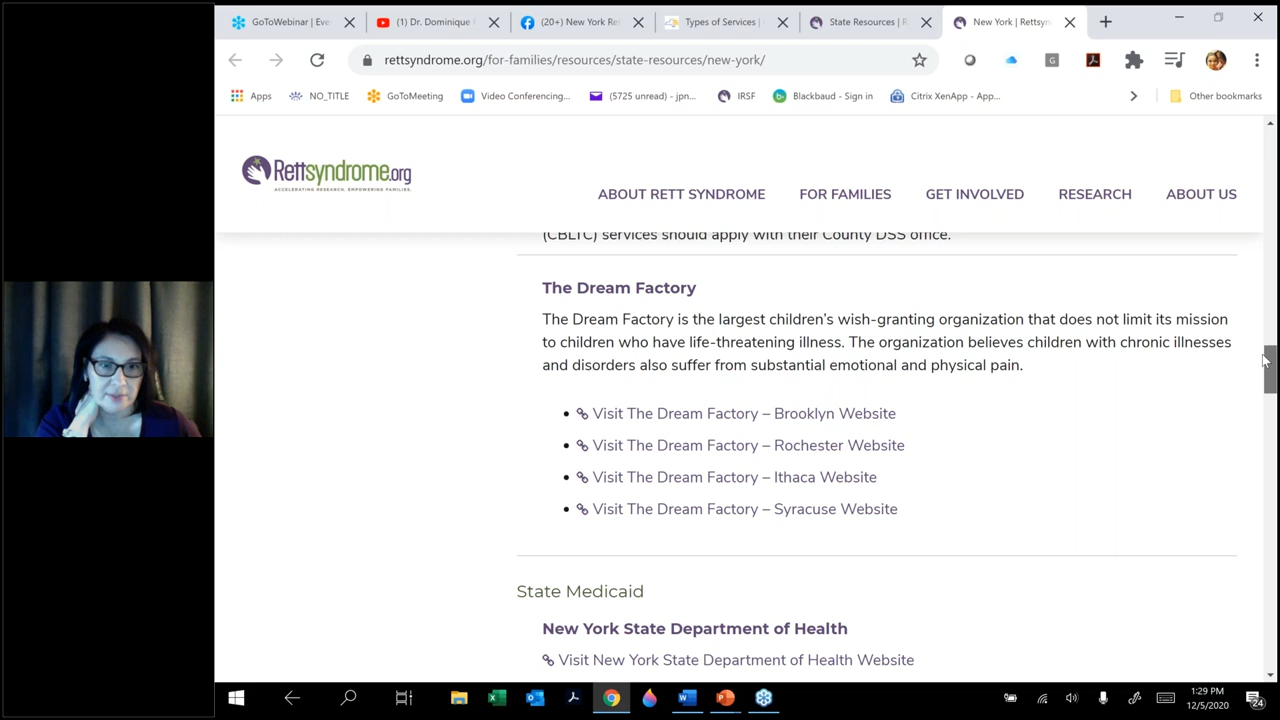 GoToWebinar | Eve
(1) Dr. Dominique
(20+) New York Re
Types of Services |
State Resources | R
New York | Rettsyn
rettsyndrome.org/for-families/resources/state-resources/new-york/
Apps
NO_TITLE
GoToMeeting
Video Conferencing...
(5725 unread) - jpn...
IRSF
Blackbaud - Sign in
Citrix XenApp - App...
Other bookmarks
Rettsyndrome.org
ACCELERATING RESEARCH, EMPOWERING FAMILIES.
ABOUT RETT SYNDROME
FOR FAMILIES
GET INVOLVED
RESEARCH
ABOUT US
(CBLTC) services should apply with their County DSS office.
The Dream Factory
The Dream Factory is the largest children's wish-granting organization that does not limit its mission
to children who have life-threatening illness. The organization believes children with chronic illnesses
and disorders also suffer from substantial emotional and physical pain.
Visit The Dream Factory – Brooklyn Website
Visit The Dream Factory – Rochester Website
Visit The Dream Factory – Ithaca Website
Visit The Dream Factory – Syracuse Website
State Medicaid
New York State Department of Health
Visit New York State Department of Health Website
1:29 PM
12/5/2020
24